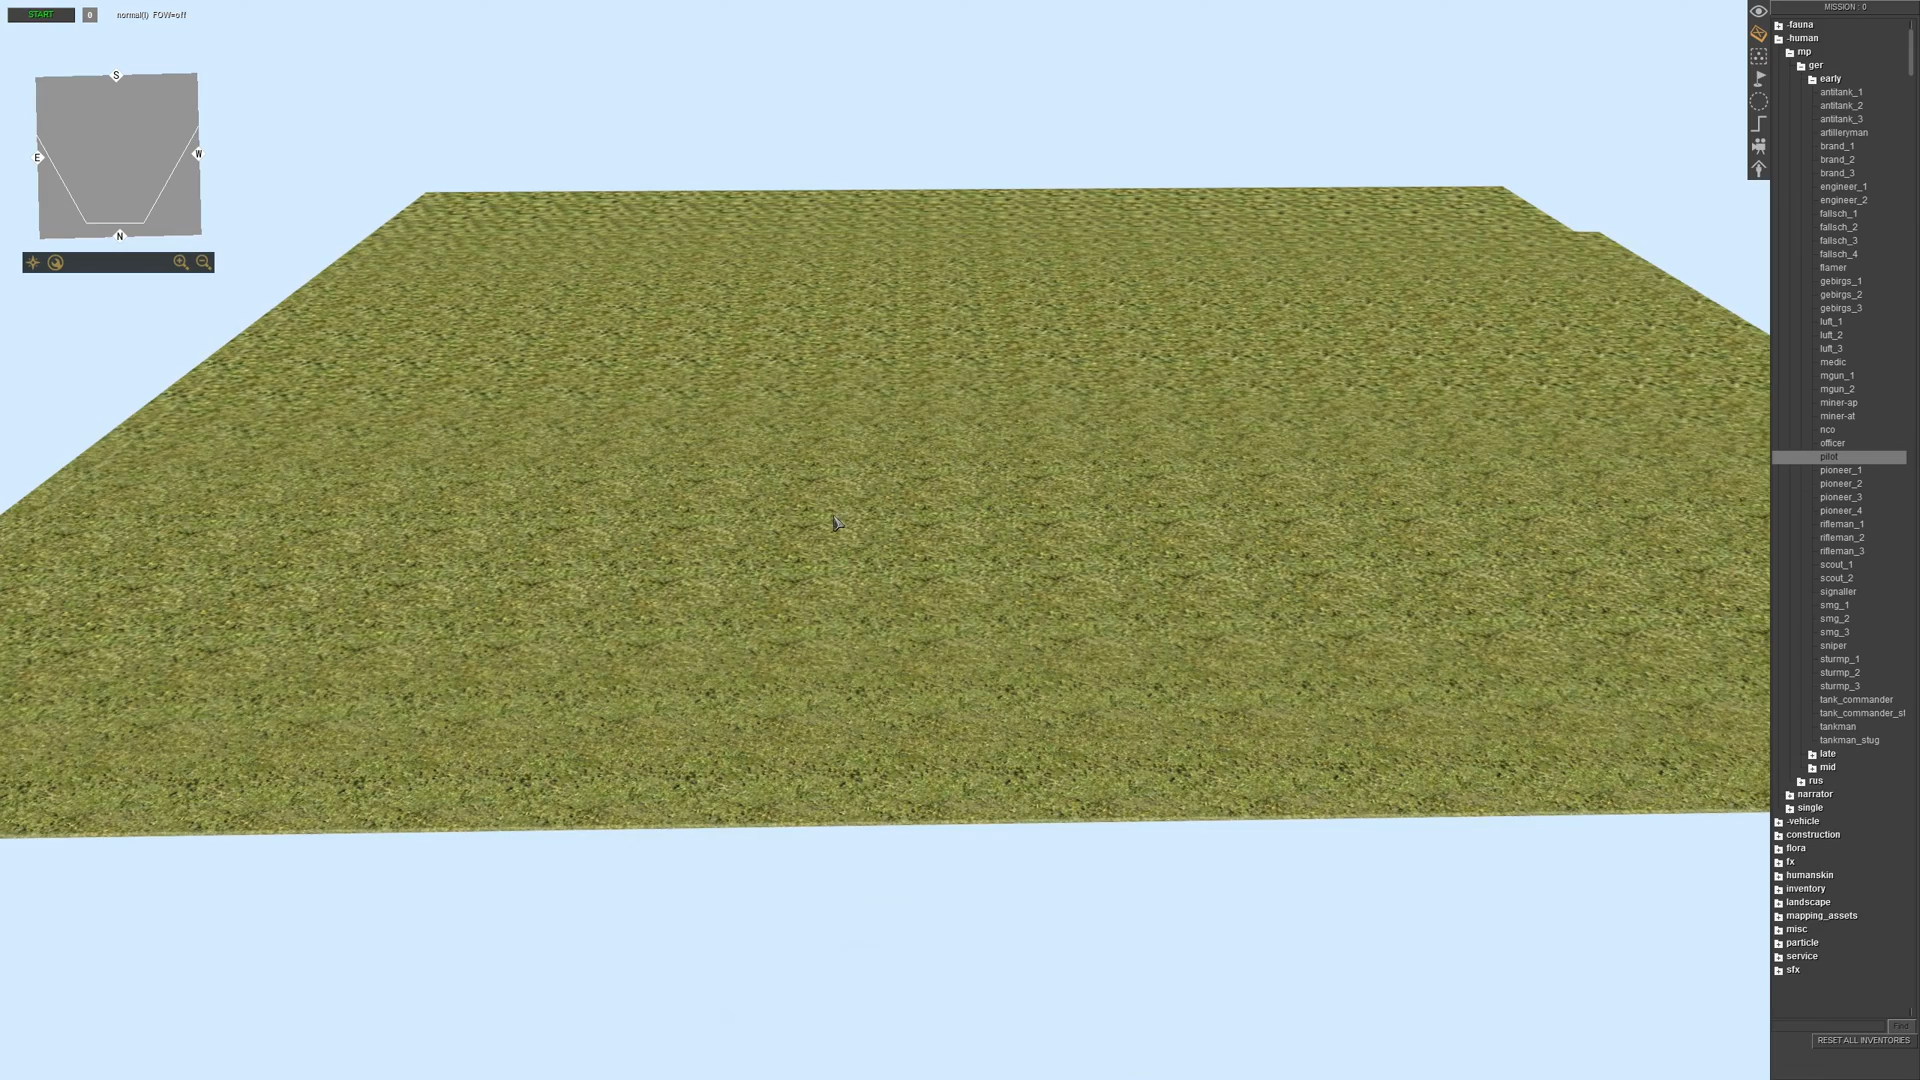 START
0
normal(l) FOW=off
S
E
W
N
MISSION : 0
-fauna
-human
mp
ger
early
antitank_1
antitank_2
antitank_3
artilleryman
brand_1
brand_2
brand_3
engineer_1
engineer_2
fallsch_1
fallsch_2
fallsch_3
fallsch_4
flamer
gebirgs_1
gebirgs_2
gebirgs_3
luft_1
luft_2
luft_3
medic
mgun_1
mgun_2
miner-ap
miner-at
nco
officer
pilot
pioneer_1
pioneer_2
pioneer_3
pioneer_4
rifleman_1
rifleman_2
rifleman_3
scout_1
scout_2
signaller
smg_1
smg_2
smg_3
sniper
sturmp_1
sturmp_2
sturmp_3
tank_commander
tank_commander_st
tankman
tankman_stug
late
mid
rus
narrator
single
-vehicle
construction
flora
fx
humanskin
inventory
landscape
mapping_assets
misc
particle
service
sfx
Find
RESET ALL INVENTORIES